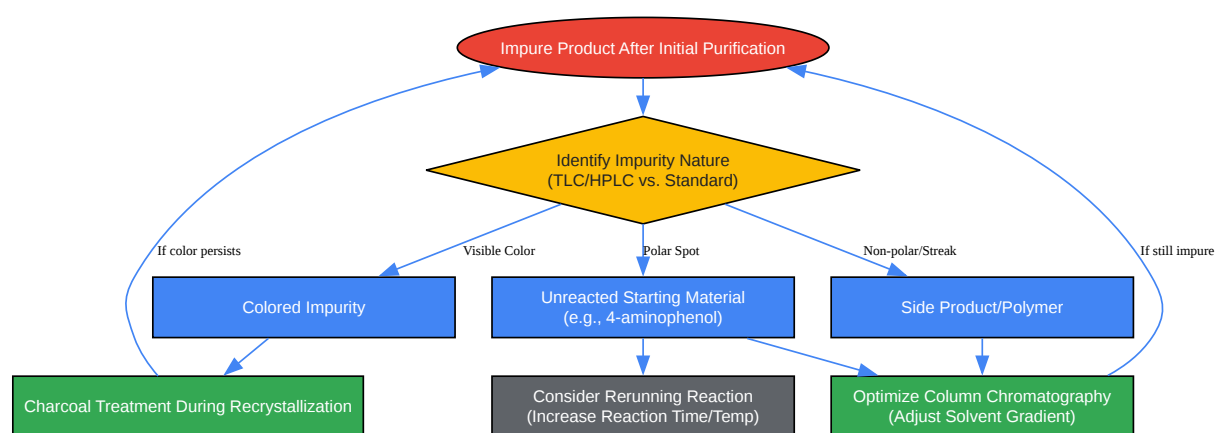 Impure Product After Initial Purification
Identify Impurity Nature
(TLC/HPLC vs. Standard)
If color persists
Visible Color
Polar Spot
Non-polar/Streak
If still impure
Colored Impurity
Unreacted Starting Material
(e.g., 4-aminophenol)
Side Product/Polymer
Charcoal Treatment During Recrystallization
Consider Rerunning Reaction
(Increase Reaction Time/Temp)
Optimize Column Chromatography
(Adjust Solvent Gradient)